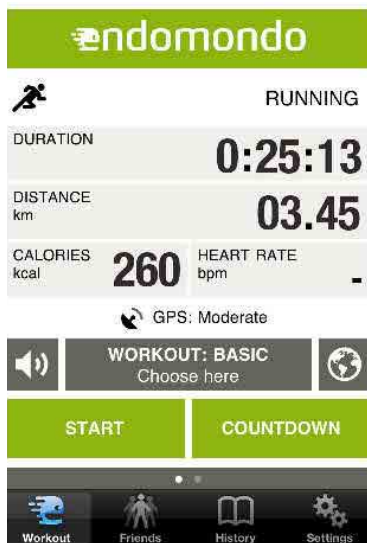 endomondo
RUNNING
DURATION
0:25:13
DISTANCE
km
03.45
CALORIES
kcal
260
HEART RATE
bpm
-
GPS: Moderate
WORKOUT: BASIC
Choose here
START
COUNTDOWN
Workout
Friends
History
Settings